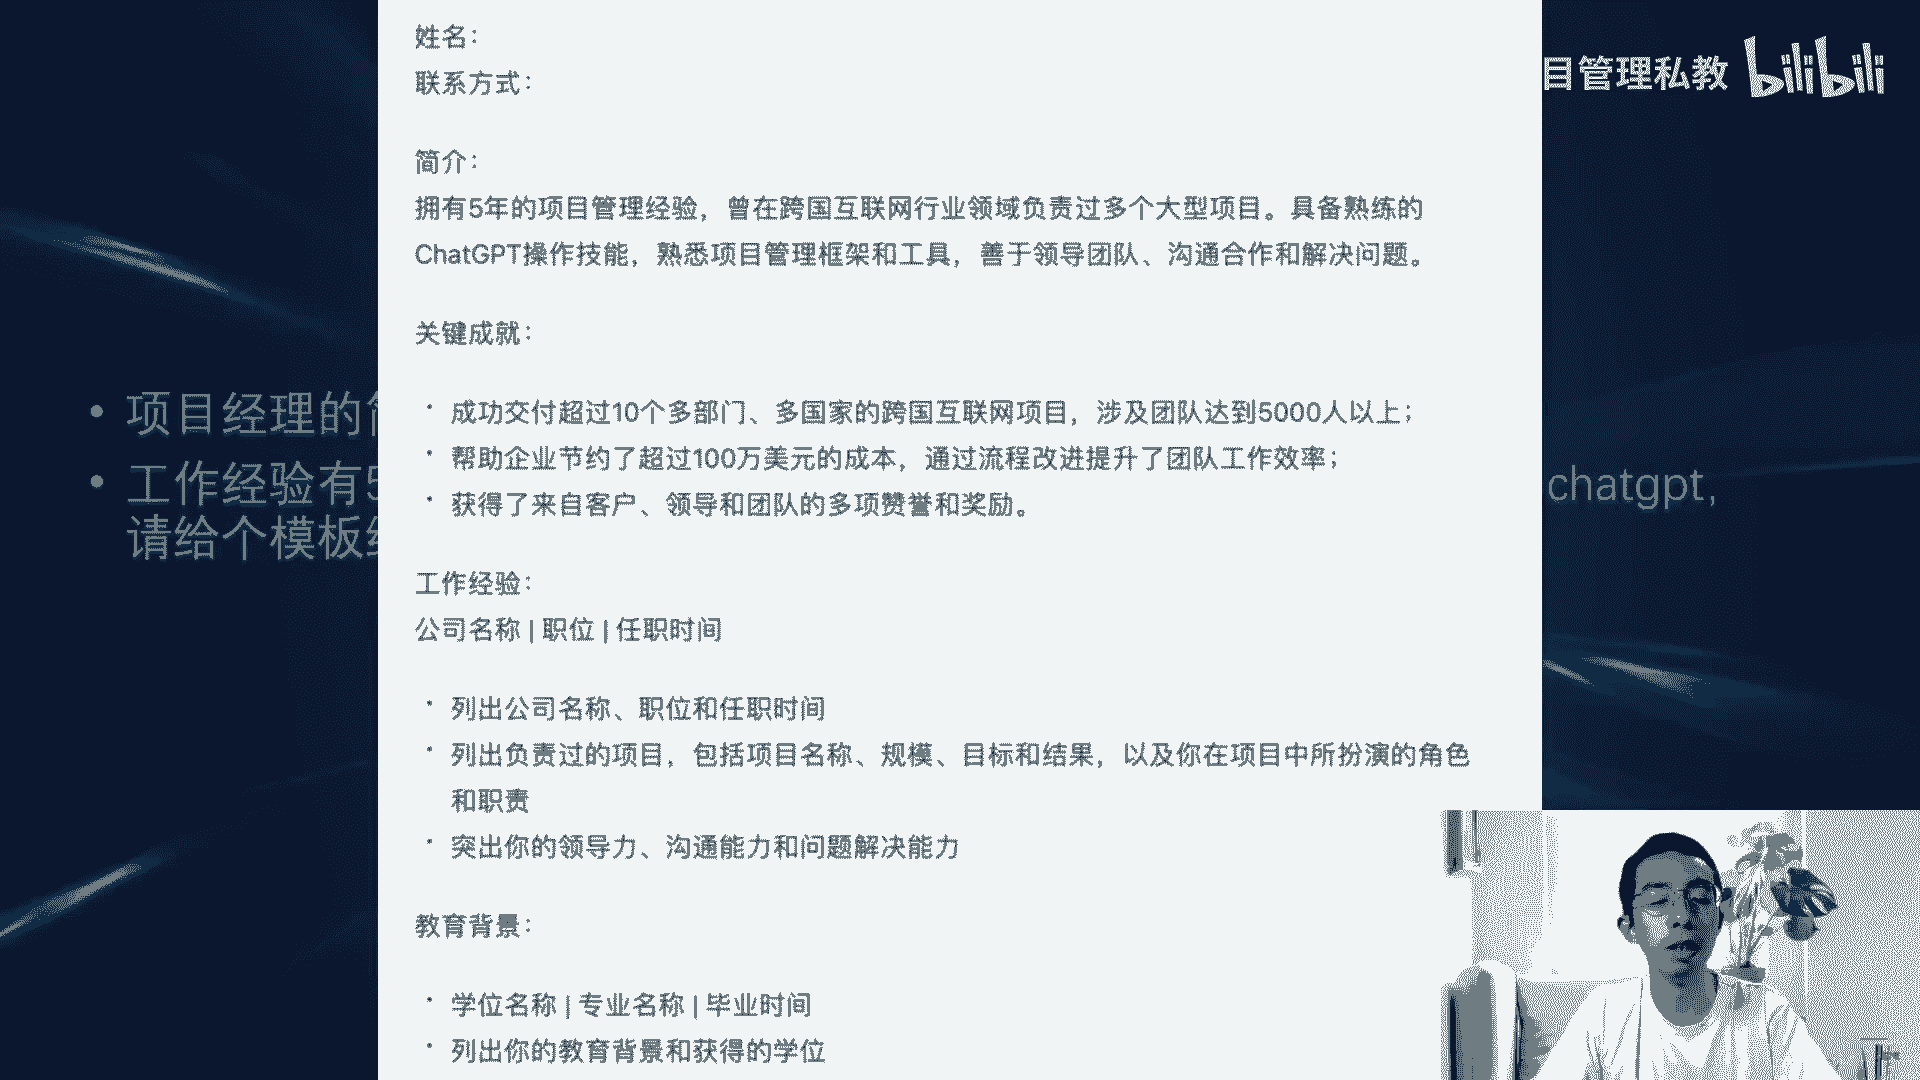 姓名：
联系方式：
目管理私教 bilibili
简介：
拥有5年的项目管理经验，曾在跨国互联网行业领域负责过多个大型项目。具备熟练的
ChatGPT操作技能，熟悉项目管理框架和工具，善于领导团队、沟通合作和解决问题。
关键成就：
• 项目经理的
· 成功交付超过10个多部门、多国家的跨国互联网项目，涉及团队达到5000人以上；
· 帮助企业节约了超过100万美元的成本，通过流程改进提升了团队工作效率；
• 工作经验有5
chatgpt，
· 获得了来自客户、领导和团队的多项赞誉和奖励。
请给个模板
工作经验：
公司名称 | 职位 | 任职时间
· 列出公司名称、职位和任职时间
· 列出负责过的项目，包括项目名称、规模、目标和结果，以及你在项目中所扮演的角色
和职责
· 突出你的领导力、沟通能力和问题解决能力
教育背景：
· 学位名称 | 专业名称 | 毕业时间
· 列出你的教育背景和获得的学位